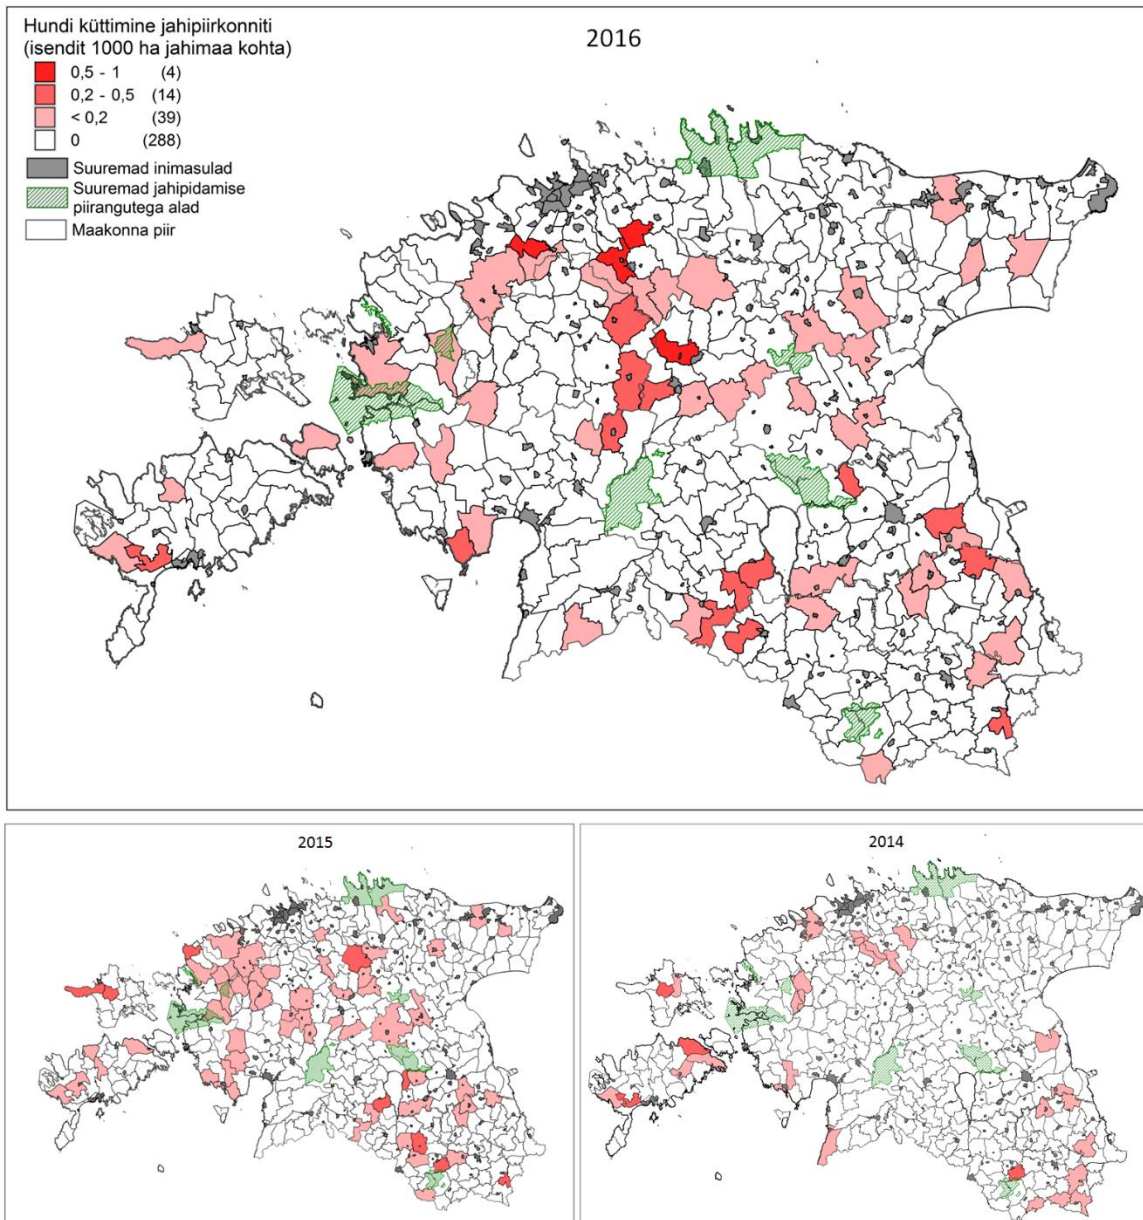 Hundi küttimine jahipiirkonniti
(isendit 1000 ha jahimaa kohta)
0,5 - 1 (4)
0,2 - 0,5 (14)
< 0,2 (39)
0 (288)
Suuremad inimasulad
Suuremad jahipidamise
piirangutega alad
Maakonna piir
2016
2015
2014